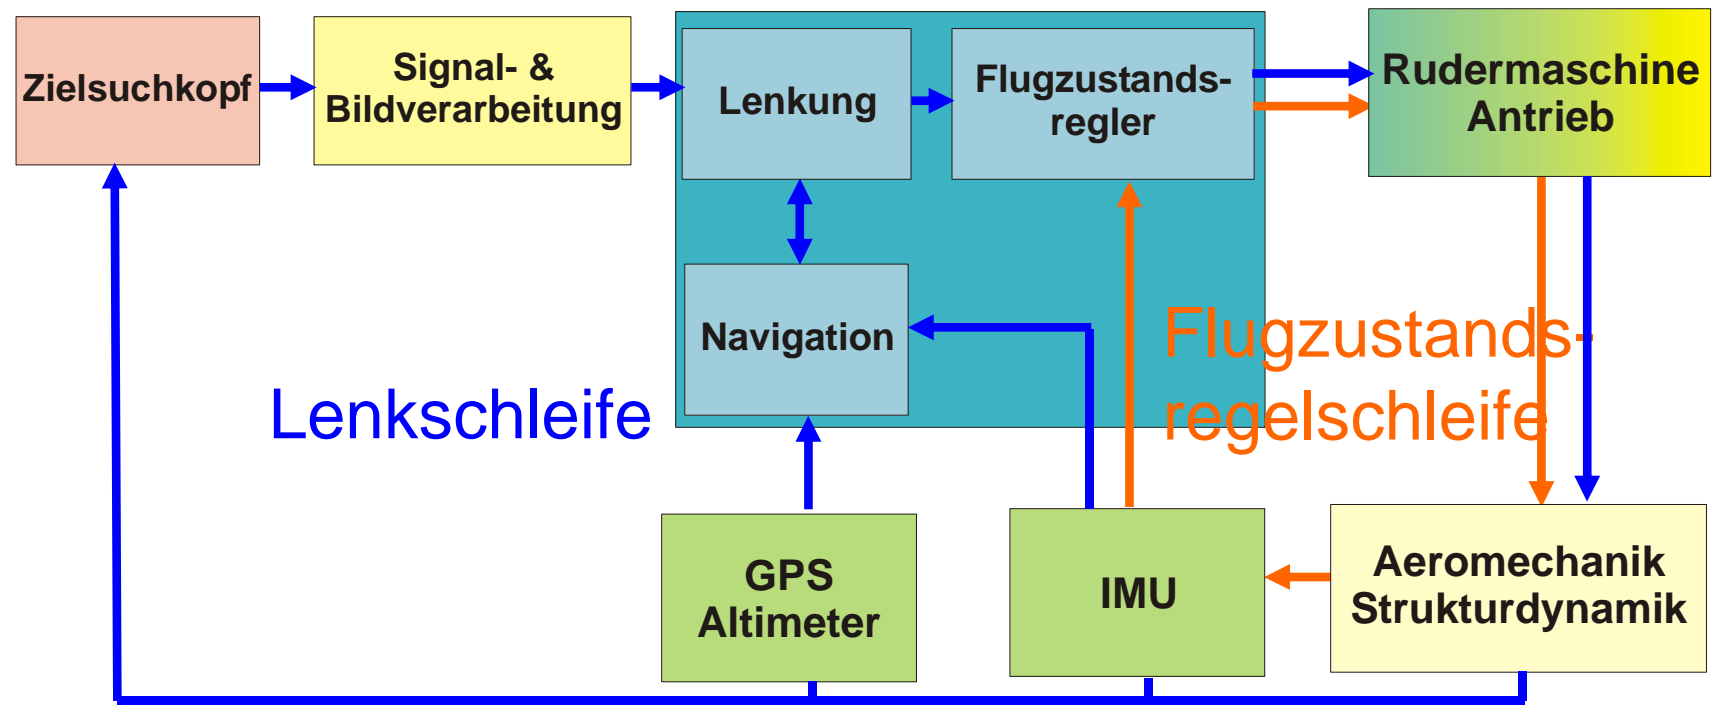 Zielsuchkopf
Signal- &
Bildverarbeitung
Lenkung
Flugzustands-
regler
Rudermaschine
Antrieb
Navigation
Flugzustands-
regelschleife
Lenkschleife
GPS
Altimeter
IMU
Aeromechanik
Strukturdynamik